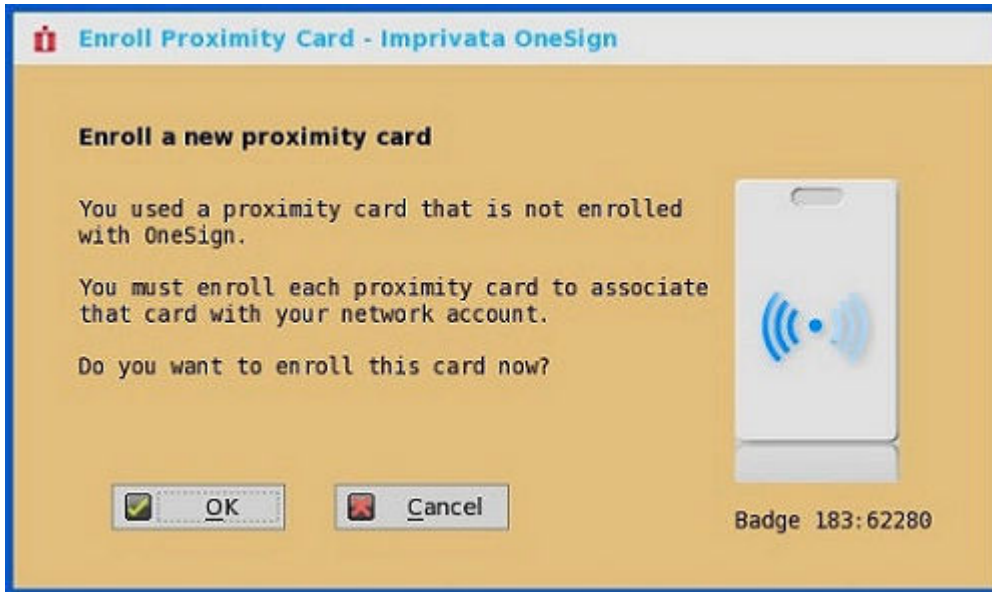 Enroll Proximity Card - Imprivata OneSign
Enroll a new proximity card
You used a proximity card that is not enrolled
with OneSign.
You must enroll each proximity card to associate
that card with your network account.
Do you want to enroll this card now?
OK
Cancel
Badge 183:62280